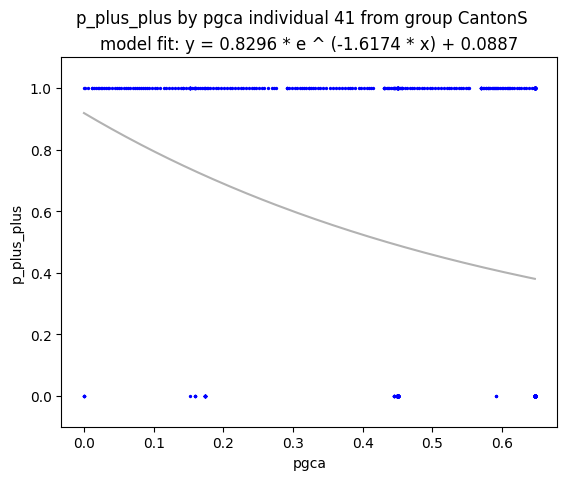 p_plus_plus by pgca individual 41 from group CantonS
model fit: y = 0.8296 * e ^ (-1.6174 * x) + 0.0887
1.0
0.8
0.6
0.4
0.2
0.0
p_plus_plus
0.0 0.1 0.2 0.3 0.4 0.5 0.6
pgca